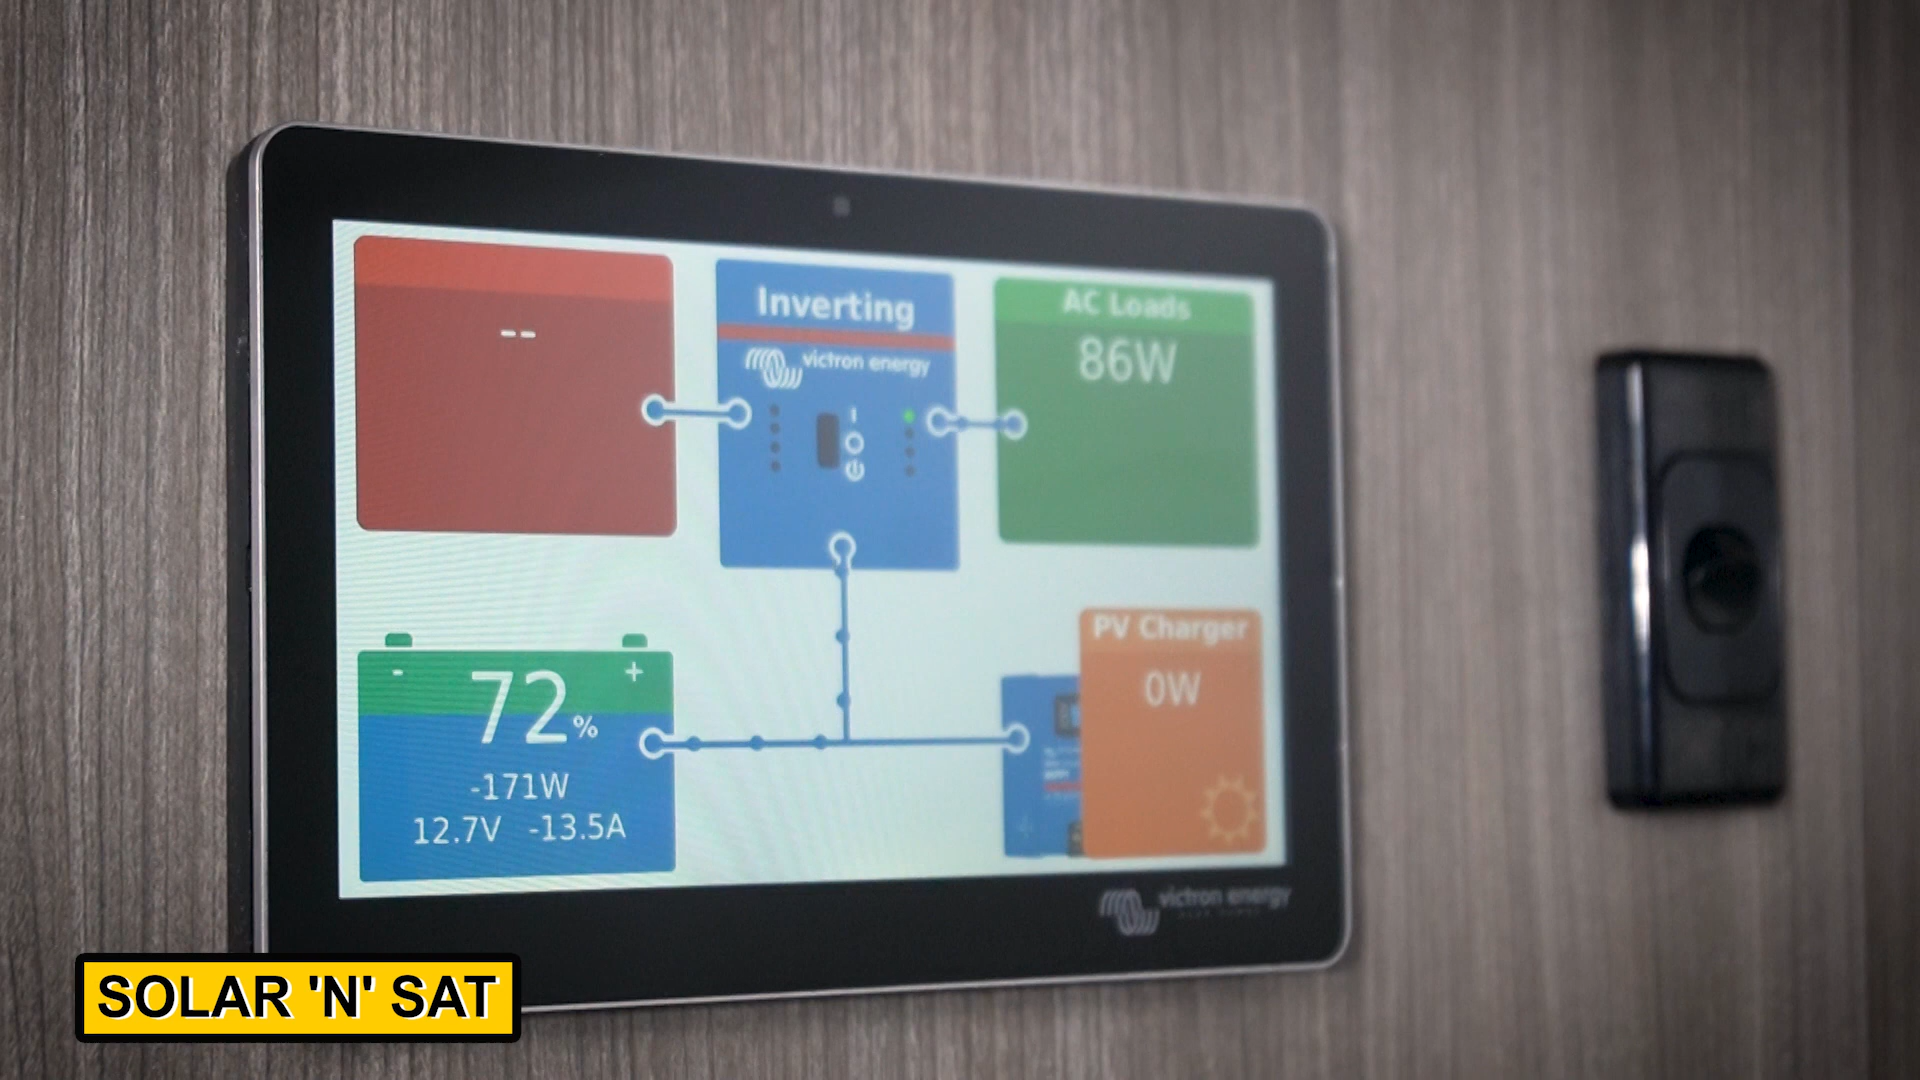 --
Inverting
victron energy
AC Loads
86W
- 72% +
-171W
12.7V -13.5A
PV Charger
0W
victron energy
SOLAR 'N' SAT